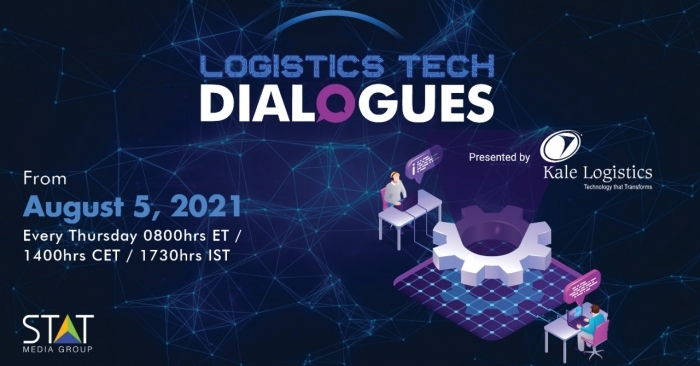 LOGISTICS TECH
DIALOGUES
Presented by
Kale Logistics
Technology that Transforms
From
August 5, 2021
Every Thursday 0800hrs ET /
1400hrs CET / 1730hrs IST
STAT
MEDIA GROUP